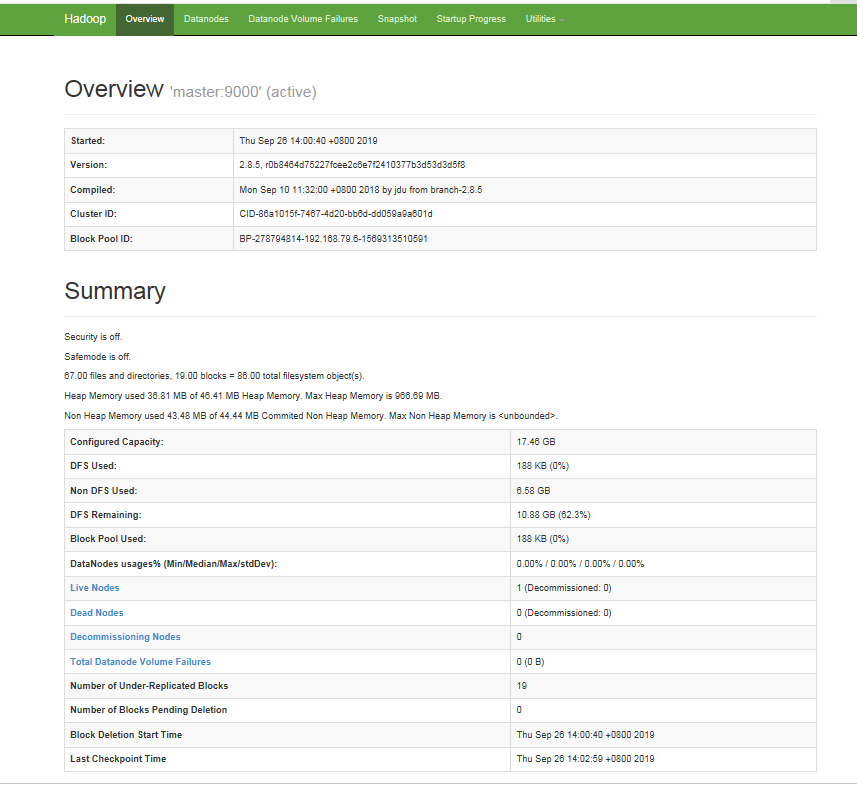 Hadoop Overview Datanodes Datanode Volume Failures Snapshot Startup Progress Utilities
Overview 'master:9000' (active)
Started: Thu Sep 26 14:00:40 +0800 2019
Version: 2.8.5, r0b8464d75227fcee2c6e7f2410377b3d53d3d5f8
Compiled: Mon Sep 10 11:32:00 +0800 2018 by jdu from branch-2.8.5
Cluster ID: CID-86a1015f-7467-4d20-bb6d-dd059a9a601d
Block Pool ID: BP-278794814-192.168.79.6-1569313510591
Summary
Security is off.
Safemode is off.
67.00 files and directories, 19.00 blocks = 86.00 total filesystem object(s).
Heap Memory used 36.81 MB of 46.41 MB Heap Memory. Max Heap Memory is 966.69 MB.
Non Heap Memory used 43.48 MB of 44.44 MB Commited Non Heap Memory. Max Non Heap Memory is <unbounded>.
Configured Capacity: 17.46 GB
DFS Used: 188 KB (0%)
Non DFS Used: 6.58 GB
DFS Remaining: 10.88 GB (62.3%)
Block Pool Used: 188 KB (0%)
DataNodes usages% (Min/Median/Max/stdDev): 0.00% / 0.00% / 0.00% / 0.00%
Live Nodes 1 (Decommissioned: 0)
Dead Nodes 0 (Decommissioned: 0)
Decommissioning Nodes 0
Total Datanode Volume Failures 0 (0 B)
Number of Under-Replicated Blocks 19
Number of Blocks Pending Deletion 0
Block Deletion Start Time Thu Sep 26 14:00:40 +0800 2019
Last Checkpoint Time Thu Sep 26 14:02:59 +0800 2019